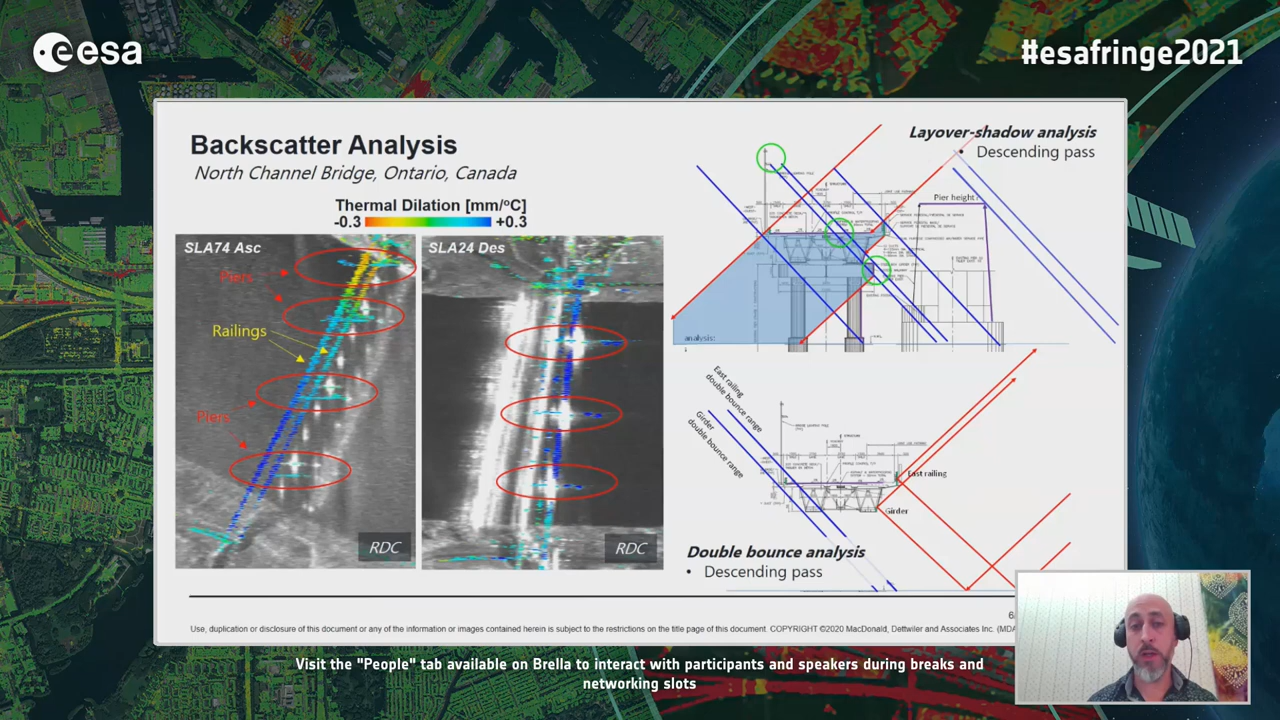 esa
#esafringe2021
Backscatter Analysis
North Channel Bridge, Ontario, Canada
Thermal Dilation [mm/°C]
-0.3
+0.3
SLA74 Asc
SLA24 Des
Piers
Railings
Piers
RDC
RDC
Layover-shadow analysis
• Descending pass
Pier height
analysis:
East railing
double bounce range
Girder
double bounce range
East railing
Girder
Double bounce analysis
• Descending pass
Use, duplication or disclosure of this document or any of the information or images contained herein is subject to the restrictions on the title page of this document. COPYRIGHT ©2020 MacDonald, Dettwiler and Associates Inc. (MDA
Visit the "People" tab available on Brella to interact with participants and speakers during breaks and
networking slots